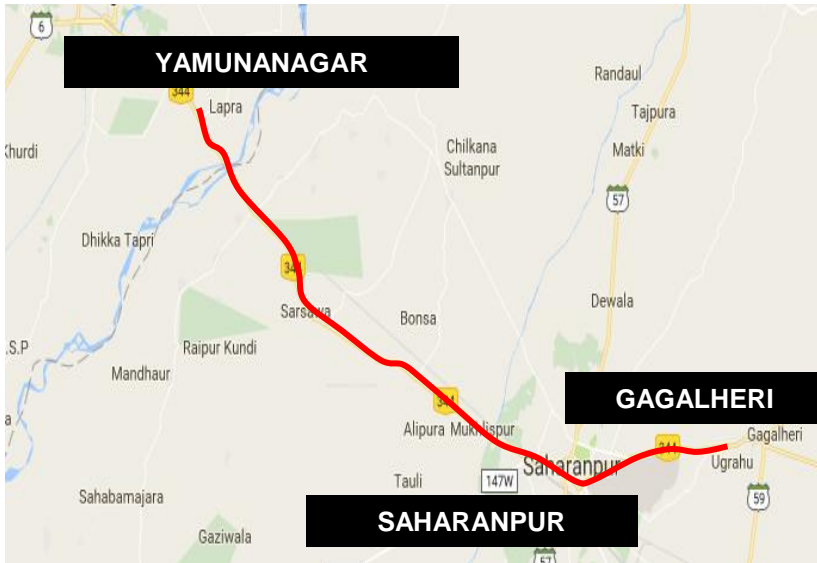 6
YAMUNANAGAR
344
Lapra
Randaul
Tajpura
Khurdi
Chilkana
Sultanpur
Matki
57
Dhikka Tapri
344
Sarsawa
Dewala
Bonsa
.S.P
Raipur Kundi
Mandhaur
344
GAGALHERI
a
Alipura Mukhlispur
344
Gagalheri
Saharanpur
Ugrahu
Tauli
147W
Sahabamajara
59
SAHARANPUR
Gaziwala
57